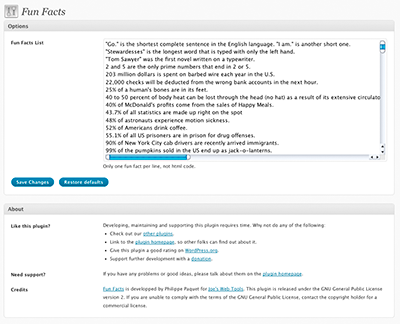 Fun Facts
Options
Fun Facts List
"Go." is the shortest complete sentence in the English language. "I am." is another short one.
"Stewardesses" is the longest word that is typed with only the left hand.
"Tom Sawyer" was the first novel written on a typewriter.
2 and 5 are the only prime numbers that end in 2 or 5.
203 million dollars is spent on barbed wire each year in the U.S.
22,000 checks will be deducted from the wrong bank accounts in the next hour.
25% of a human's bones are in its feet.
40 to 50 percent of body heat can be lost through the head (no hat) as a result of its extensive circulato
40% of McDonald's profits come from the sales of Happy Meals.
43.7% of all statistics are made up right on the spot
48% of astronauts experience motion sickness.
52% of Americans drink coffee.
55.1% of all US prisoners are in prison for drug offenses.
90% of New York City cab drivers are recently arrived immigrants.
99% of the pumpkins sold in the US end up as jack-o-lanterns.
Only one fun fact per line, not html code.
Save Changes Restore defaults
About
Like this plugin? Developing, maintaining and supporting this plugin requires time. Why not do any of the following:
• Check out our other plugins.
• Link to the plugin homepage, so other folks can find out about it.
• Give this plugin a good rating on WordPress.org.
• Support further development with a donation.
Need support? If you have any problems or good ideas, please talk about them on the plugin homepage.
Credits Fun Facts is developed by Philippe Paquet for Joe's Web Tools. This plugin is released under the GNU General Public License
version 2. If you are unable to comply with the terms of the GNU General Public License, contact the copyright holder for a
commercial license.